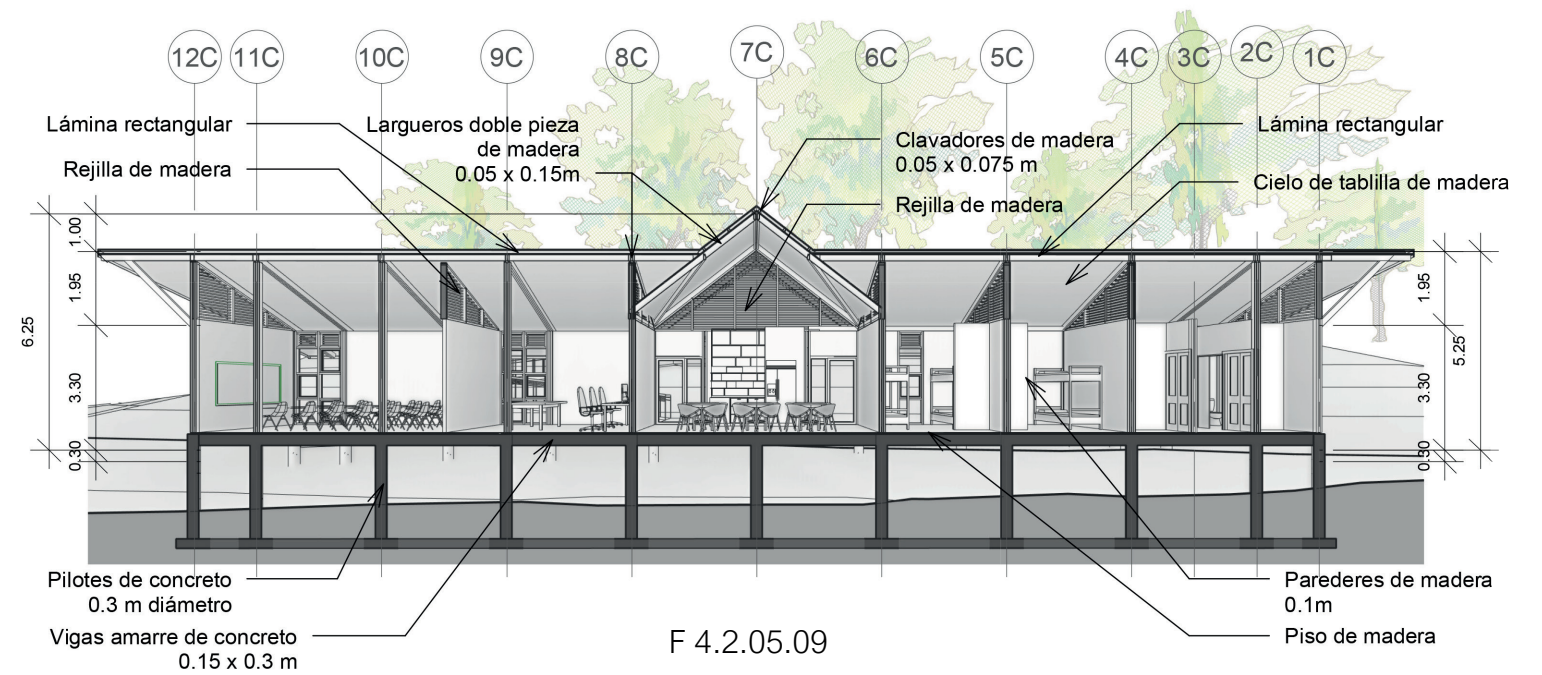 12C 11C 10C 9C 8C 7C 6C 5C 4C 3C 2C 1C
Lámina rectangular
Rejilla de madera
Largueros doble pieza
de madera
0.05 x 0.15m
Clavadores de madera
0.05 x 0.075 m
Rejilla de madera
Lámina rectangular
Cielo de tablilla de madera
1.00
1.95
6.25
3.30
0.30
1.95
5.25
3.30
0.30
Pilotes de concreto
0.3 m diámetro
Vigas amarre de concreto
0.15 x 0.3 m
Parederes de madera
0.1m
Piso de madera
F 4.2.05.09